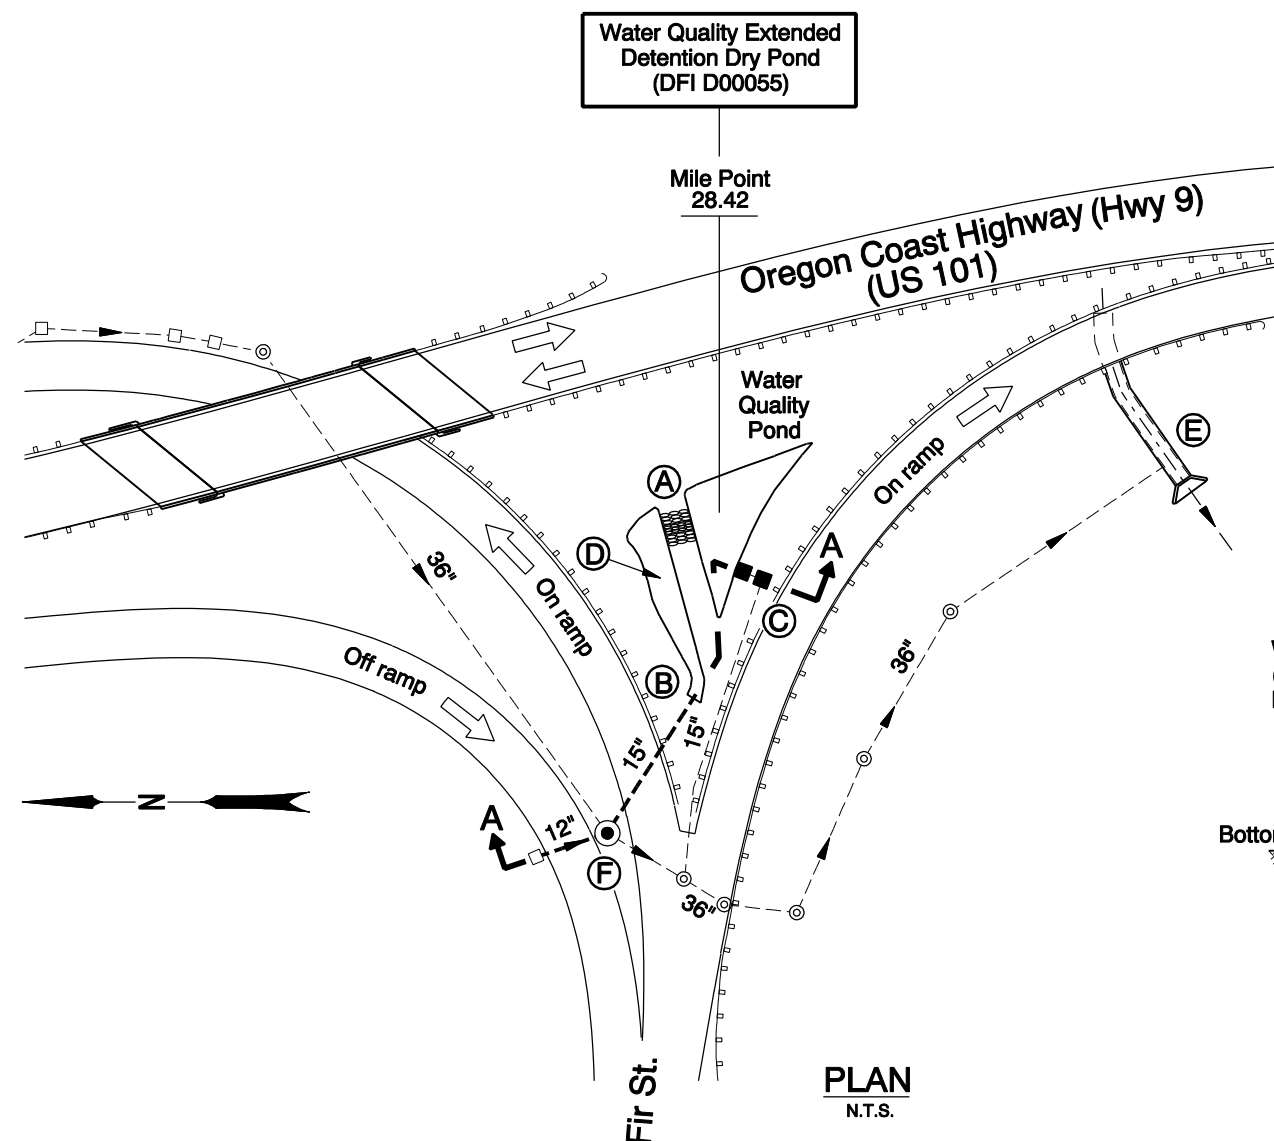 Water Quality Extended
Detention Dry Pond
(DFI D00055)
Mile Point
28.42
Oregon Coast Highway (Hwy 9)
(US 101)
Water
Quality
Pond
A
E
On ramp
D
A
36"
On ramp
C
Off ramp
B
36"
15"
15"
N
A
12"
F
36"
Botto
Fir St.
PLAN
N.T.S.